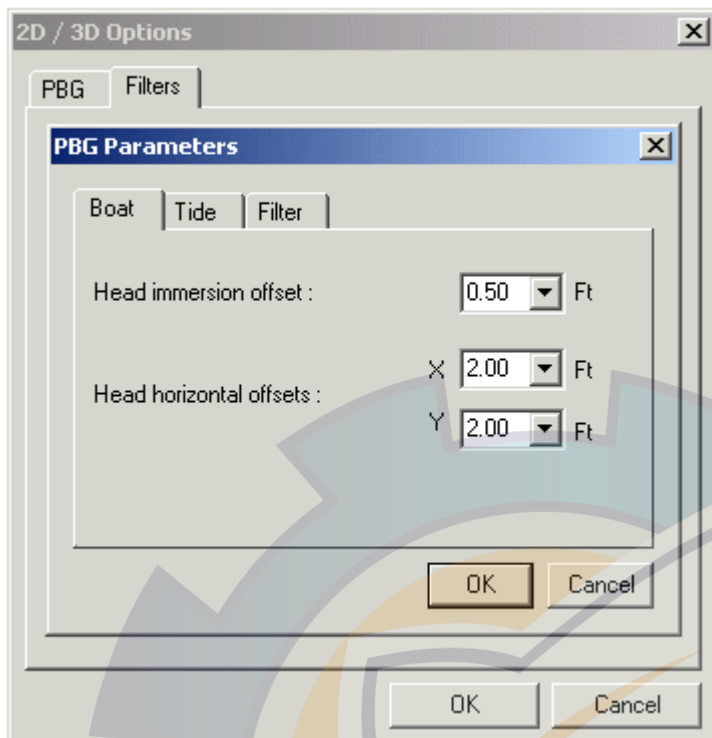 2D / 3D Options
PBG Filters
PBG Parameters
Boat Tide Filter
Head immersion offset : 0.50 Ft
X 2.00 Ft
Head horizontal offsets :
Y 2.00 Ft
OK Cancel
OK Cancel